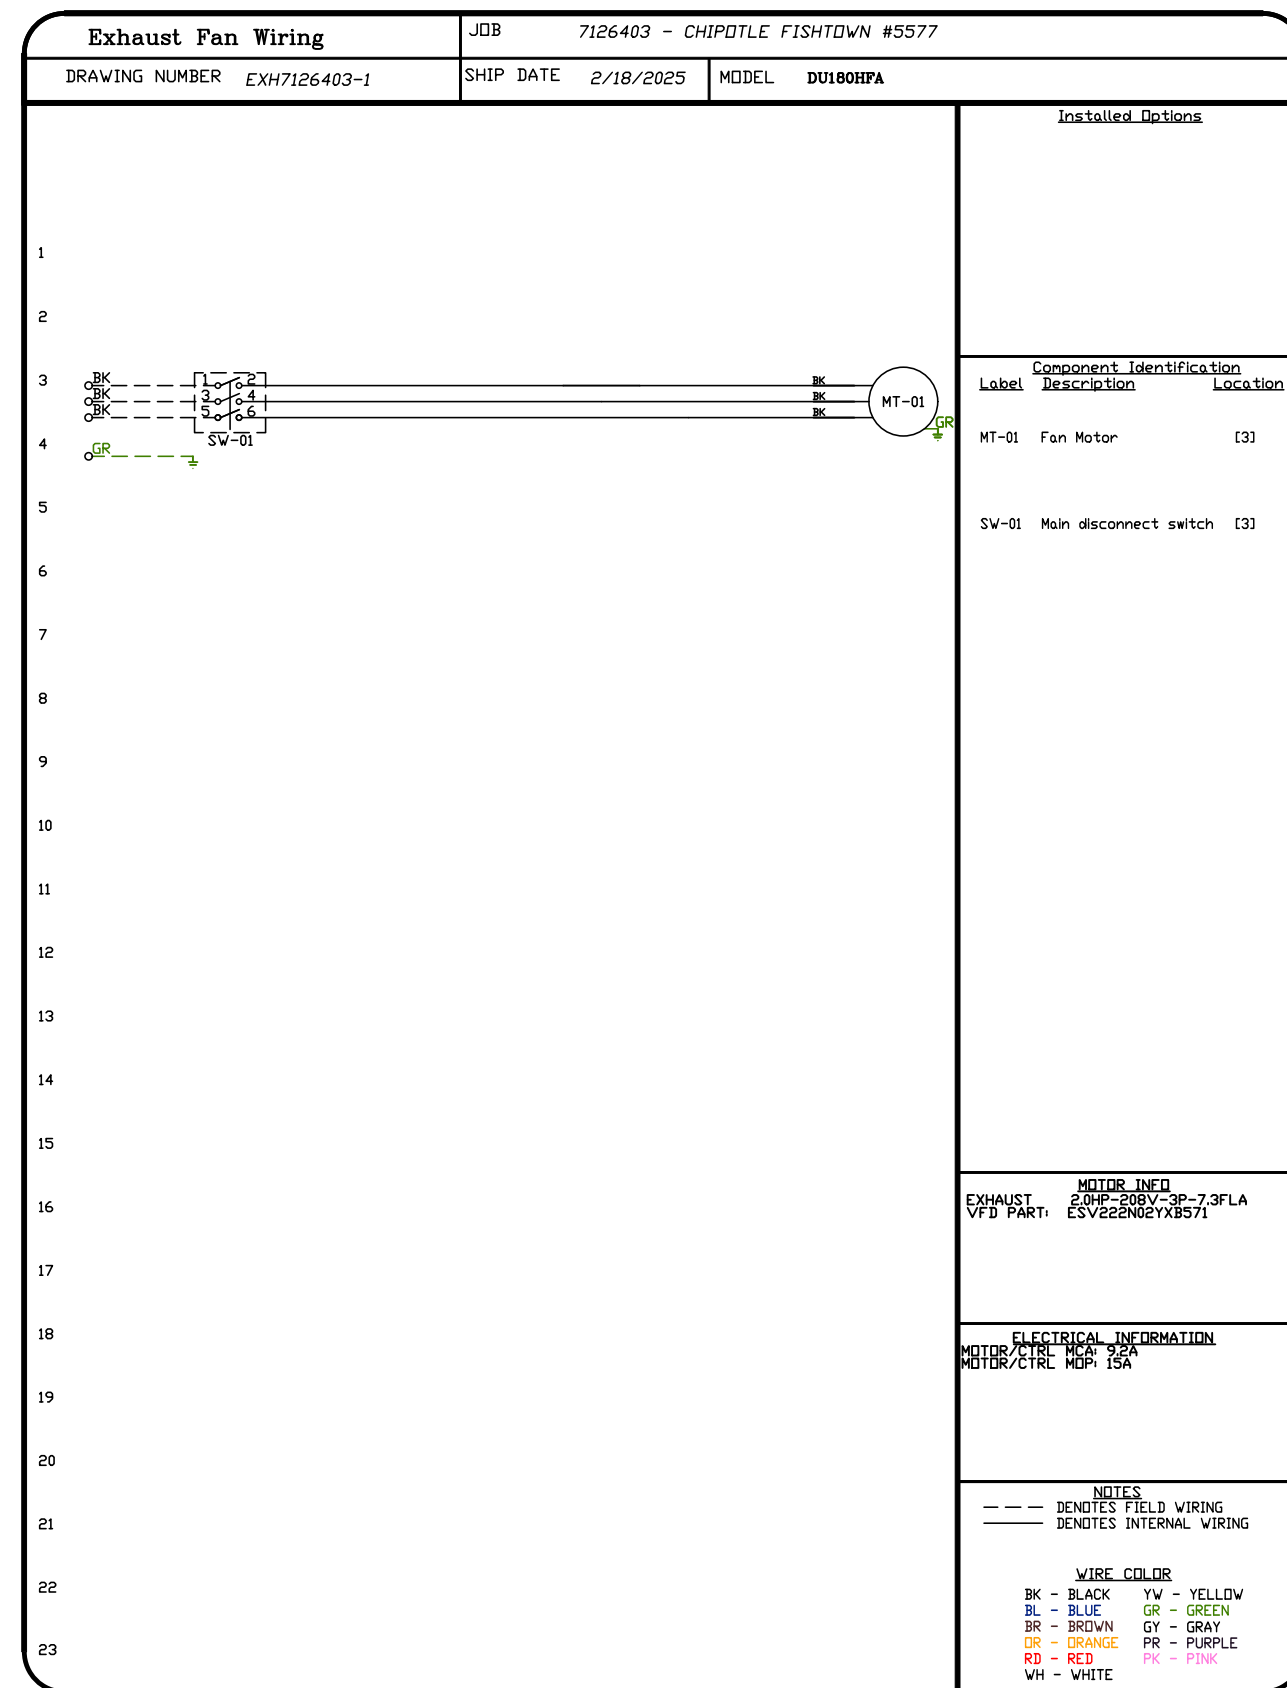 Exhaust Fan Wiring
JOB 7126403 - CHIPOTLE FISHTOWN #5577
DRAWING NUMBER EXH7126403-1
SHIP DATE 2/18/2025
MODEL DU180HFA
Installed Options
1
2
3
BK 1 2 BK
BK 3 4 BK
BK 5 6 BK
MT-01
GR
SW-01
4
GR
5
6
7
8
9
10
11
12
13
14
15
16
17
18
19
20
21
22
23
Component Identification
Label Description Location
MT-01 Fan Motor [3]
SW-01 Main disconnect switch [3]
MOTOR INFO
EXHAUST 2.0HP-208V-3P-7.3FLA
VFD PART: ESV222N02YXB571
ELECTRICAL INFORMATION
MOTOR/CTRL MCA: 9.2A
MOTOR/CTRL MOP: 15A
NOTES
DENOTES FIELD WIRING
DENOTES INTERNAL WIRING
WIRE COLOR
BK - BLACK YW - YELLOW
BL - BLUE GR - GREEN
BR - BROWN GY - GRAY
OR - ORANGE PR - PURPLE
RD - RED PK - PINK
WH - WHITE